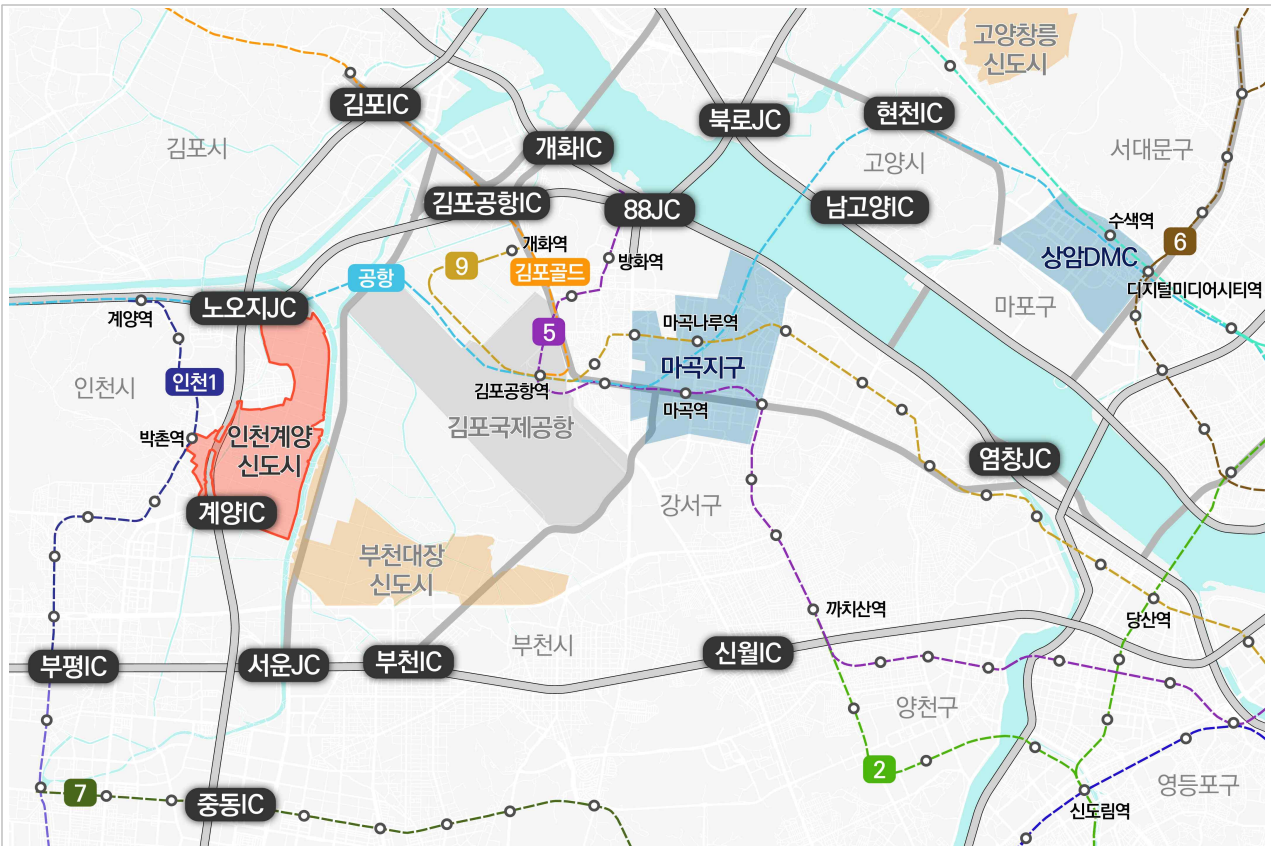 고양창릉
신도시
김포IC
북로JC
현천IC
김포시
개화IC
고양시
서대문구
김포공항IC
88JC
남고양IC
수색역
6
개화역
상암DMC
방화역
9
김포골드
공항
디지털미디어시티역
노오지JC
계양역
마포구
5
마곡나루역
마곡지구
인천시
인천1
김포공항역
마곡역
김포국제공항
박촌역
인천계양
신도시
염창JC
계양IC
강서구
부천대장
신도시
까치산역
당산역
부천시
신월IC
부평IC
서운JC
부천IC
양천구
2
영등포구
7
중동IC
신도림역